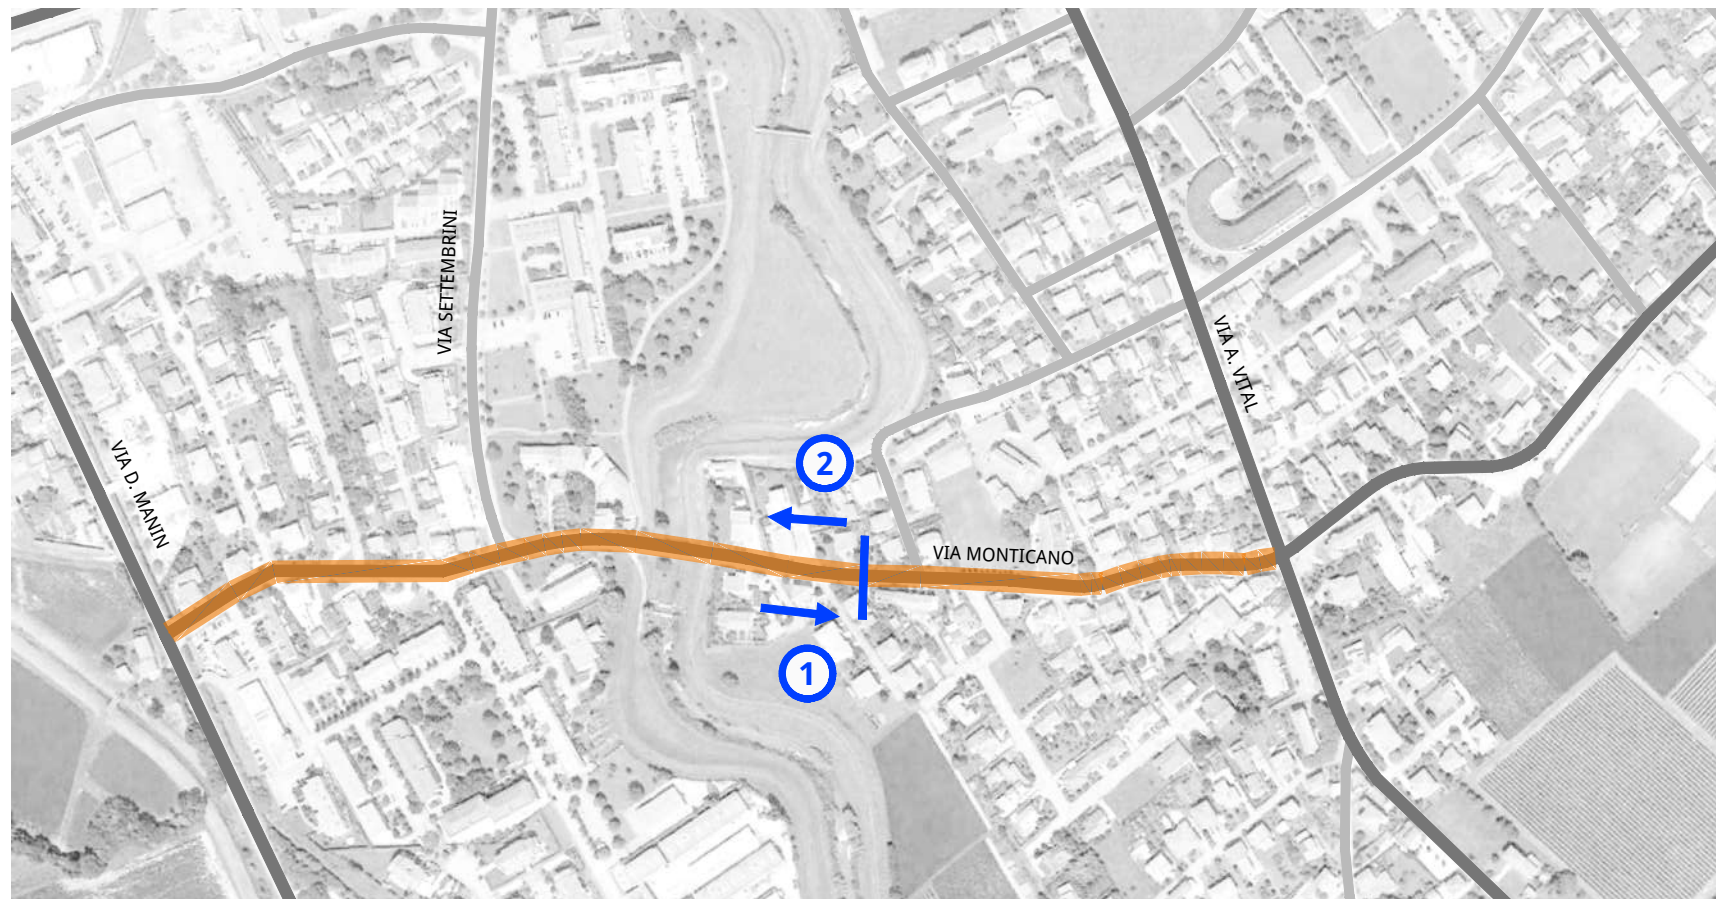 VIA SETTEMBRINI
VIA A. VITAL
VIA D. MANIN
2
VIA MONTICANO
1